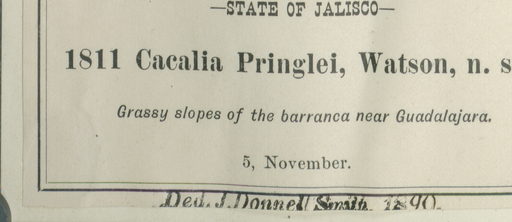 —STATE OF JALISCO—
1811 Cacalia Pringlei, Watson, n. s
Grassy slopes of the barranca near Guadalajara.
5, November.
Ded. J. Donnell Smith. 1890.